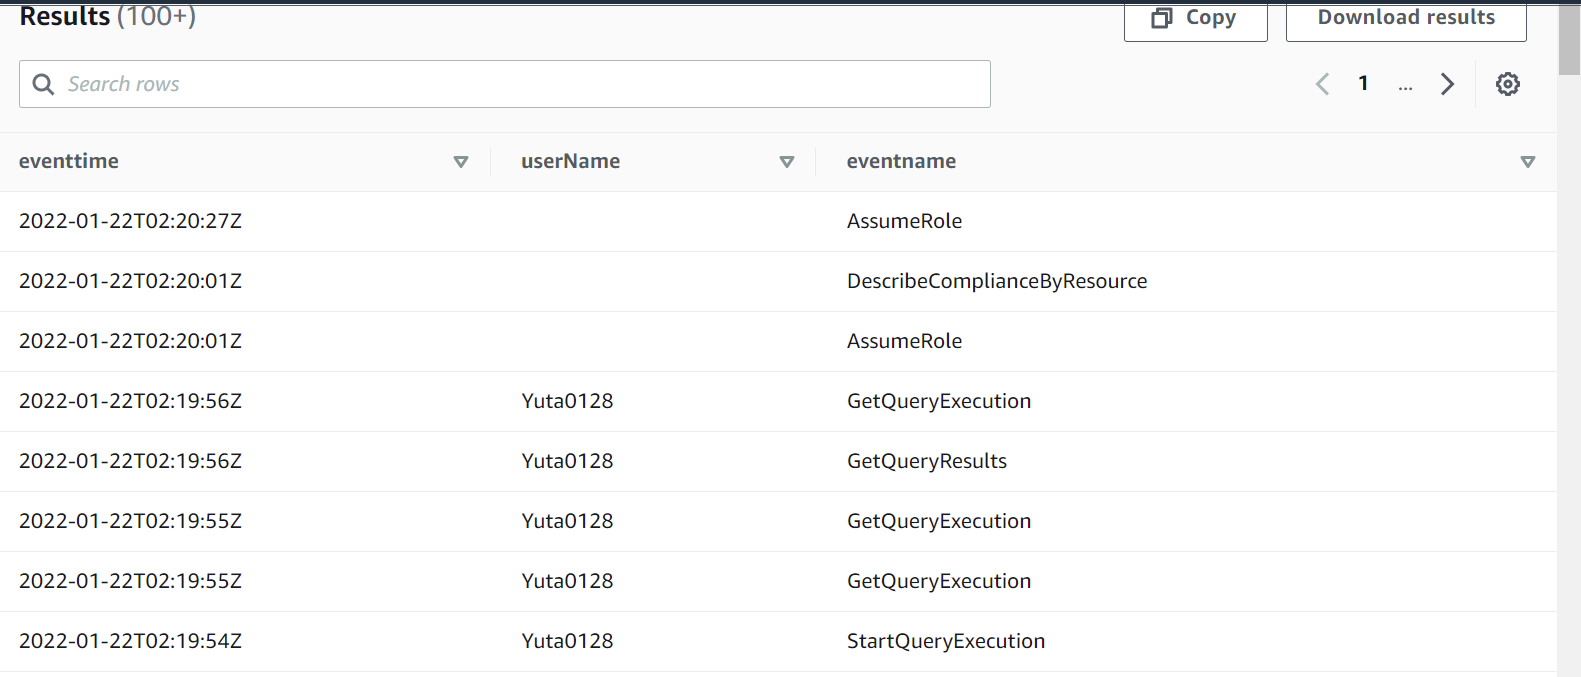 Results (100+) Copy Download results
Search rows 1 ...
eventtime userName eventname
2022-01-22T02:20:27Z AssumeRole
2022-01-22T02:20:01Z DescribeComplianceByResource
2022-01-22T02:20:01Z AssumeRole
2022-01-22T02:19:56Z Yuta0128 GetQueryExecution
2022-01-22T02:19:56Z Yuta0128 GetQueryResults
2022-01-22T02:19:55Z Yuta0128 GetQueryExecution
2022-01-22T02:19:55Z Yuta0128 GetQueryExecution
2022-01-22T02:19:54Z Yuta0128 StartQueryExecution